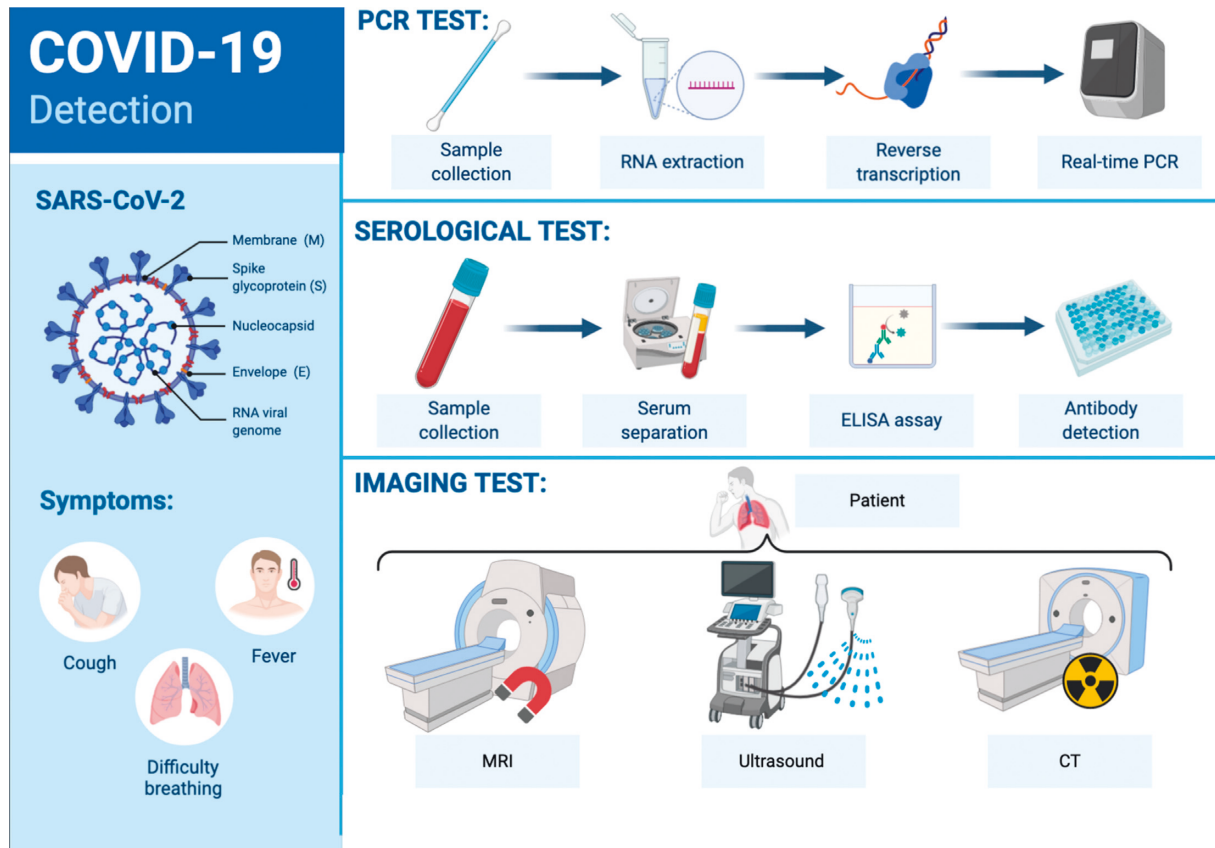 COVID-19
Detection
SARS-CoV-2
Membrane (M)
Spike
glycoprotein (S)
Nucleocapsid
Envelope (E)
RNA viral
genome
Symptoms:
Cough
Fever
Difficulty
breathing
PCR TEST:
Sample
collection
RNA extraction
Reverse
transcription
Real-time PCR
SEROLOGICAL TEST:
Sample
collection
Serum
separation
ELISA assay
Antibody
detection
IMAGING TEST:
Patient
MRI
Ultrasound
CT